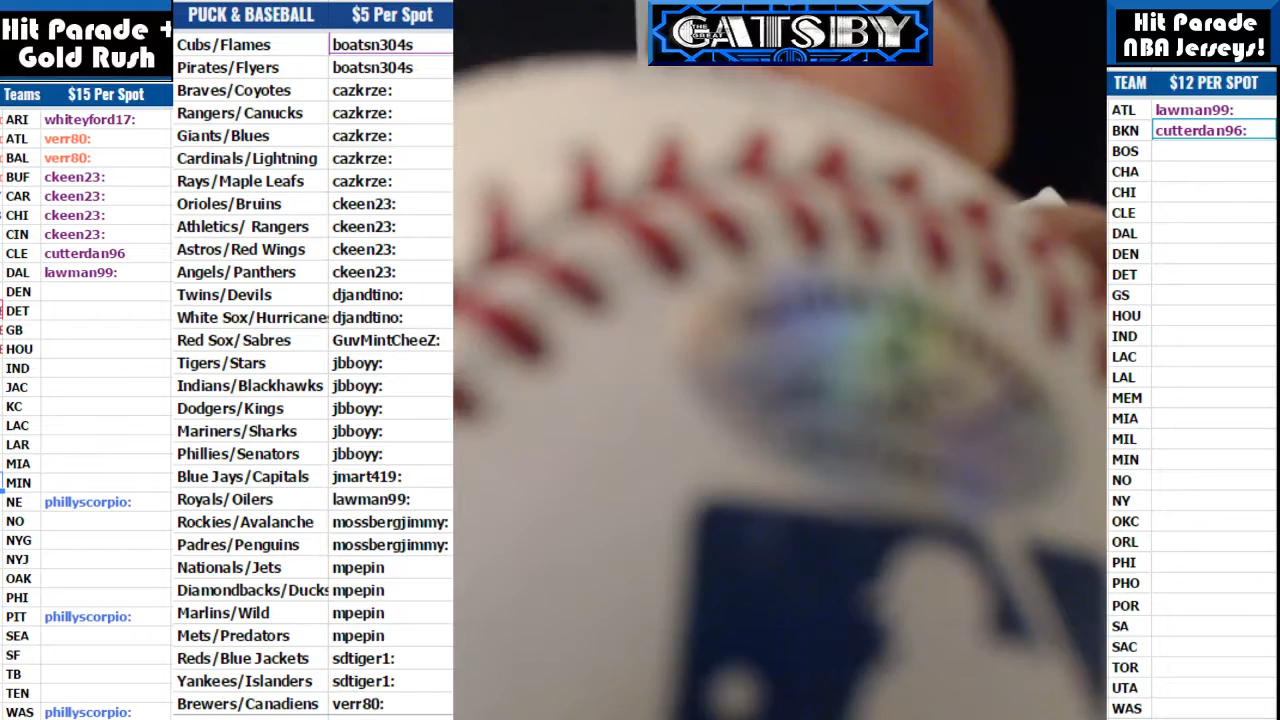 Hit Parade +
Gold Rush
Teams $15 Per Spot
ARI whiteyford17:
ATL verr80:
BAL verr80:
BUF ckeen23:
CAR ckeen23:
CHI ckeen23:
CIN ckeen23:
CLE cutterdan96
DAL lawman99:
DEN
DET
GB
HOU
IND
JAC
KC
LAC
LAR
MIA
MIN
NE phillyscorpio:
NO
NYG
NYJ
OAK
PHI
PIT phillyscorpio:
SEA
SF
TB
TEN
WAS phillyscorpio:
PUCK & BASEBALL $5 Per Spot
Cubs/Flames boatsn304s
Pirates/Flyers boatsn304s
Braves/Coyotes cazkrze:
Rangers/Canucks cazkrze:
Giants/Blues cazkrze:
Cardinals/Lightning cazkrze:
Rays/Maple Leafs cazkrze:
Orioles/Bruins ckeen23:
Athletics/ Rangers ckeen23:
Astros/Red Wings ckeen23:
Angels/Panthers ckeen23:
Twins/Devils djandtino:
White Sox/Hurricanes djandtino:
Red Sox/Sabres GuvMintCheeZ:
Tigers/Stars jbboyy:
Indians/Blackhawks jbboyy:
Dodgers/Kings jbboyy:
Mariners/Sharks jbboyy:
Phillies/Senators jbboyy:
Blue Jays/Capitals jmart419:
Royals/Oilers lawman99:
Rockies/Avalanche mossbergjimmy:
Padres/Penguins mossbergjimmy:
Nationals/Jets mpepin
Diamondbacks/Ducks mpepin
Marlins/Wild mpepin
Mets/Predators mpepin
Reds/Blue Jackets sdtiger1:
Yankees/Islanders sdtiger1:
Brewers/Canadiens verr80:
THE GREAT
GATSBY
Hit Parade
NBA Jerseys!
TEAM $12 PER SPOT
ATL lawman99:
BKN cutterdan96:
BOS
CHA
CHI
CLE
DAL
DEN
DET
GS
HOU
IND
LAC
LAL
MEM
MIA
MIL
MIN
NO
NY
OKC
ORL
PHI
PHO
POR
SA
SAC
TOR
UTA
WAS